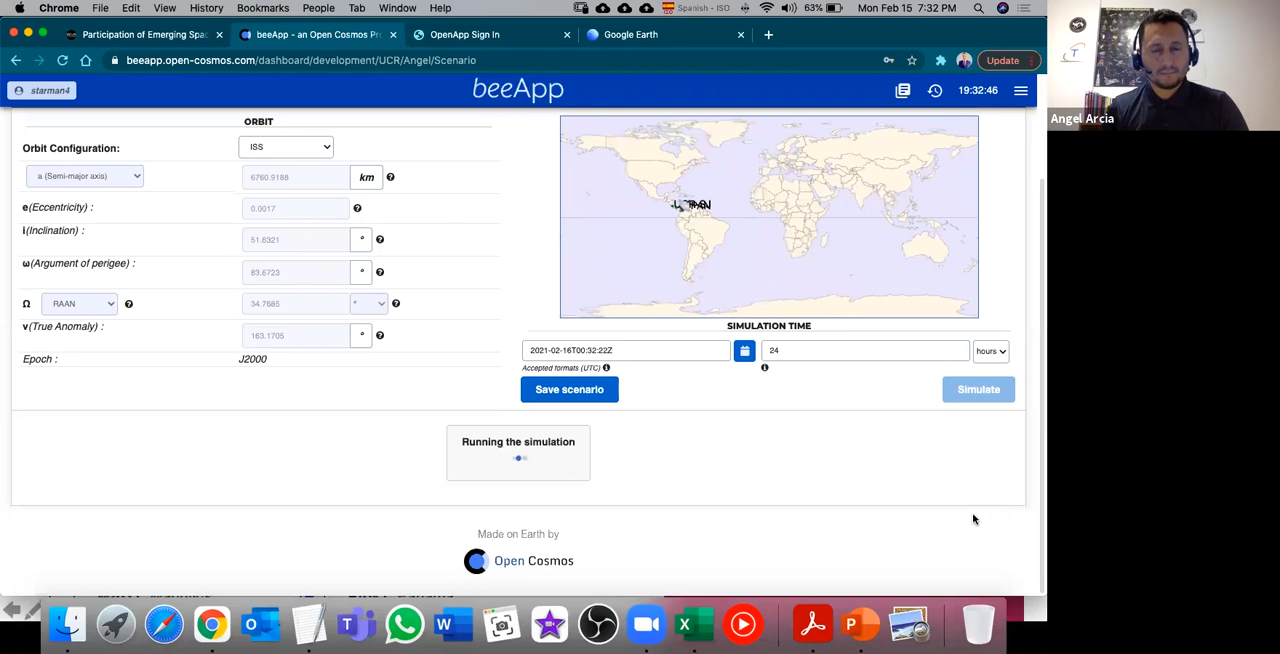 Chrome File Edit View History Bookmarks People Tab Window Help Spanish - ISO 63% Mon Feb 15 7:32 PM
Participation of Emerging Spac beeApp - an Open Cosmos Pro OpenApp Sign In Google Earth
beeapp.open-cosmos.com/dashboard/development/UCR/Angel/Scenario Update
starman4 beeApp 19:32:46
ORBIT
Orbit Configuration: ISS
a (Semi-major axis) 6760.9188 km
e(Eccentricity) : 0.0017
i(Inclination) : 51.6321 °
ω(Argument of perigee) : 83.6723 °
Ω RAAN 34.7685 °
ν(True Anomaly) : 163.1705 °
Epoch : J2000
SIMULATION TIME
2021-02-16T00:32:22Z 24 hours
Accepted formats (UTC)
Save scenario Simulate
Running the simulation
Made on Earth by
Open Cosmos
Angel Arcia